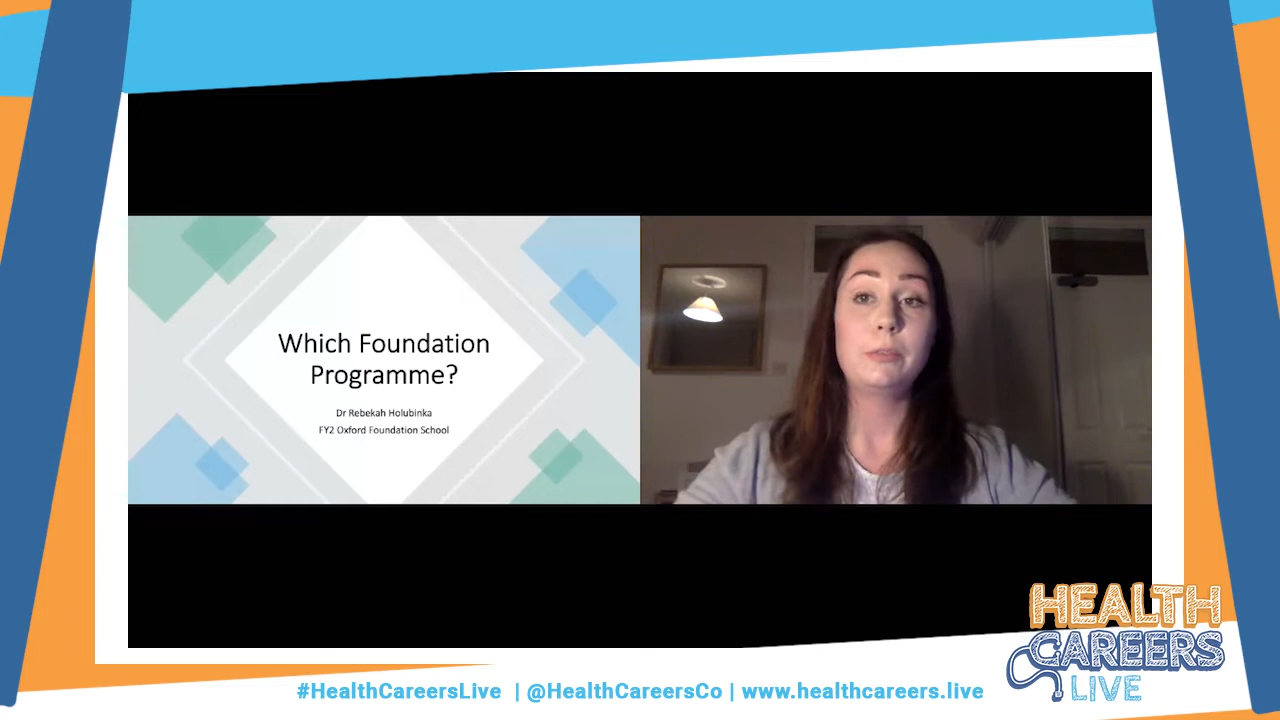 Which Foundation
Programme?
Dr Rebekah Holubinka
FY2 Oxford Foundation School
HEALTH
CAREERS
LIVE
#HealthCareersLive | @HealthCareersCo | www.healthcareers.live